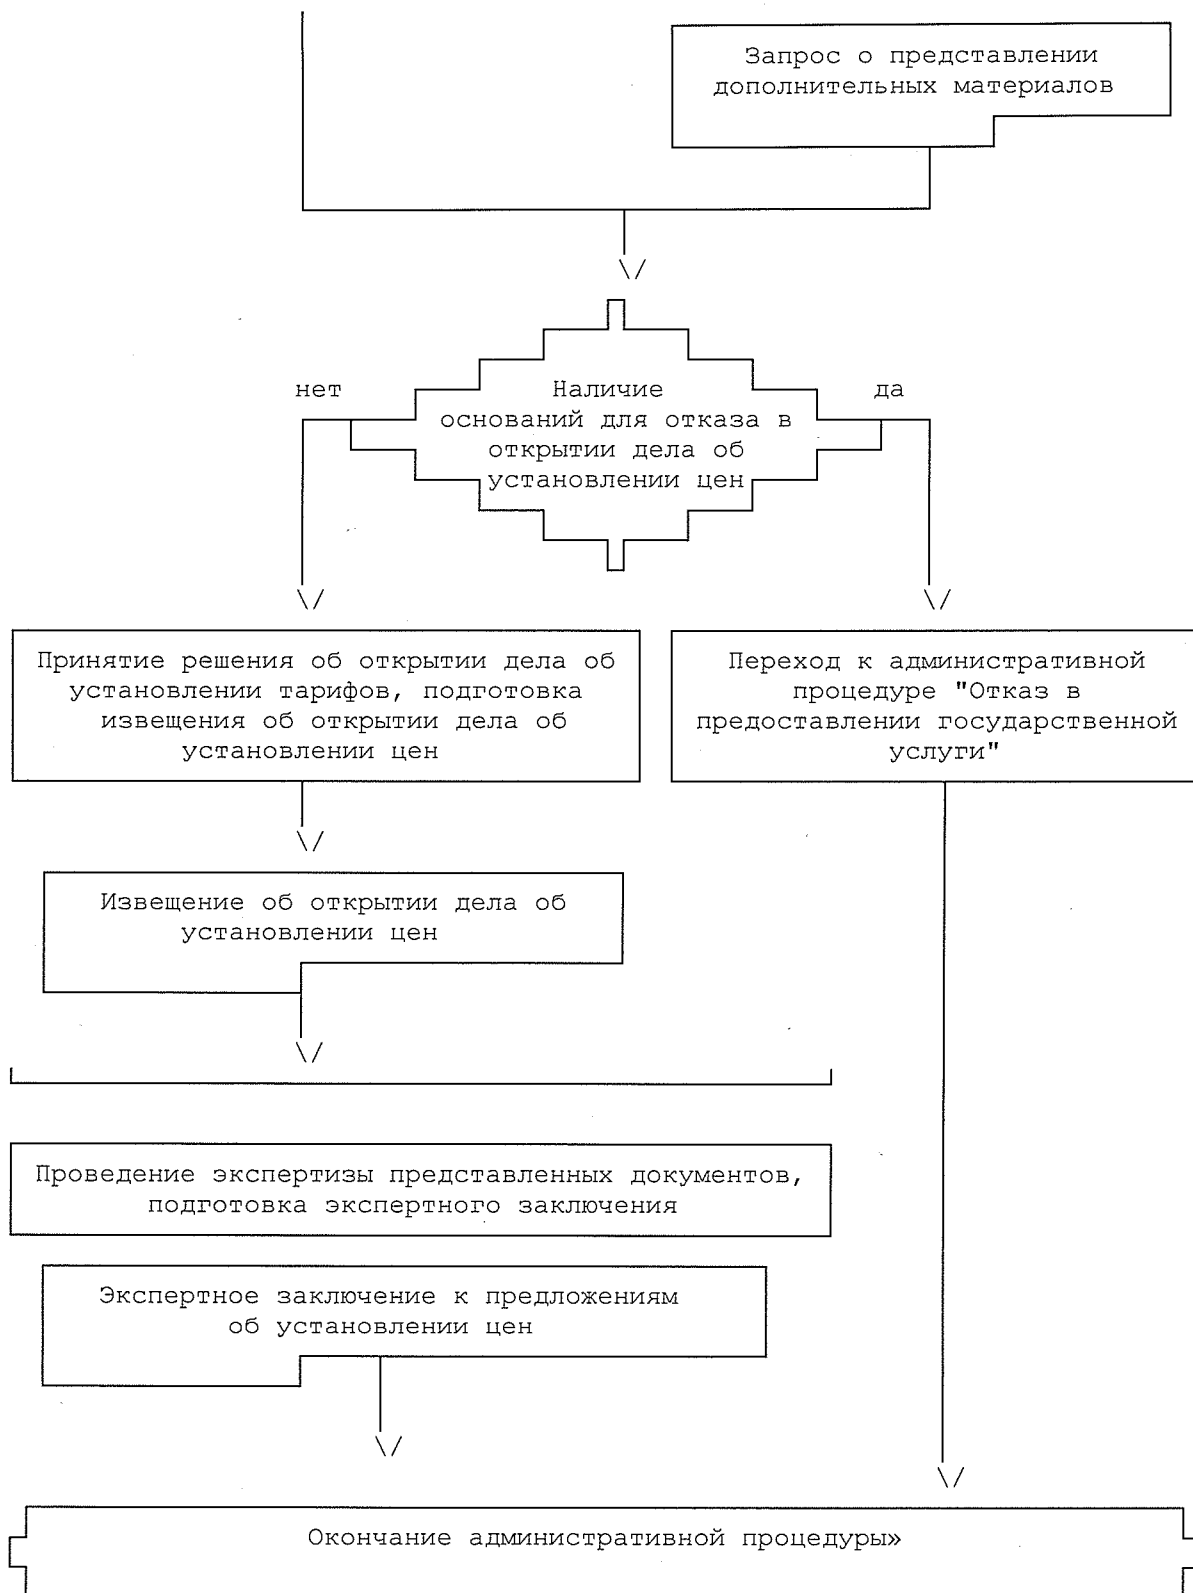 Запрос о представлении
дополнительных материалов
\/
нет
да
Наличие
оснований для отказа в
открытии дела об
установлении цен
\/
\/
Принятие решения об открытии дела об
установлении тарифов, подготовка
извещения об открытии дела об
установлении цен
Переход к административной
процедуре "Отказ в
предоставлении государственной
услуги"
\/
Извещение об открытии дела об
установлении цен
\/
Проведение экспертизы представленных документов,
подготовка экспертного заключения
Экспертное заключение к предложениям
об установлении цен
\/
\/
Окончание административной процедуры»